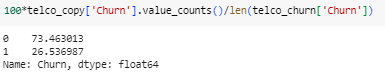 100*telco_copy['Churn'].value_counts()/len(telco_churn['Churn'])
0    73.463013
1    26.536987
Name: Churn, dtype: float64